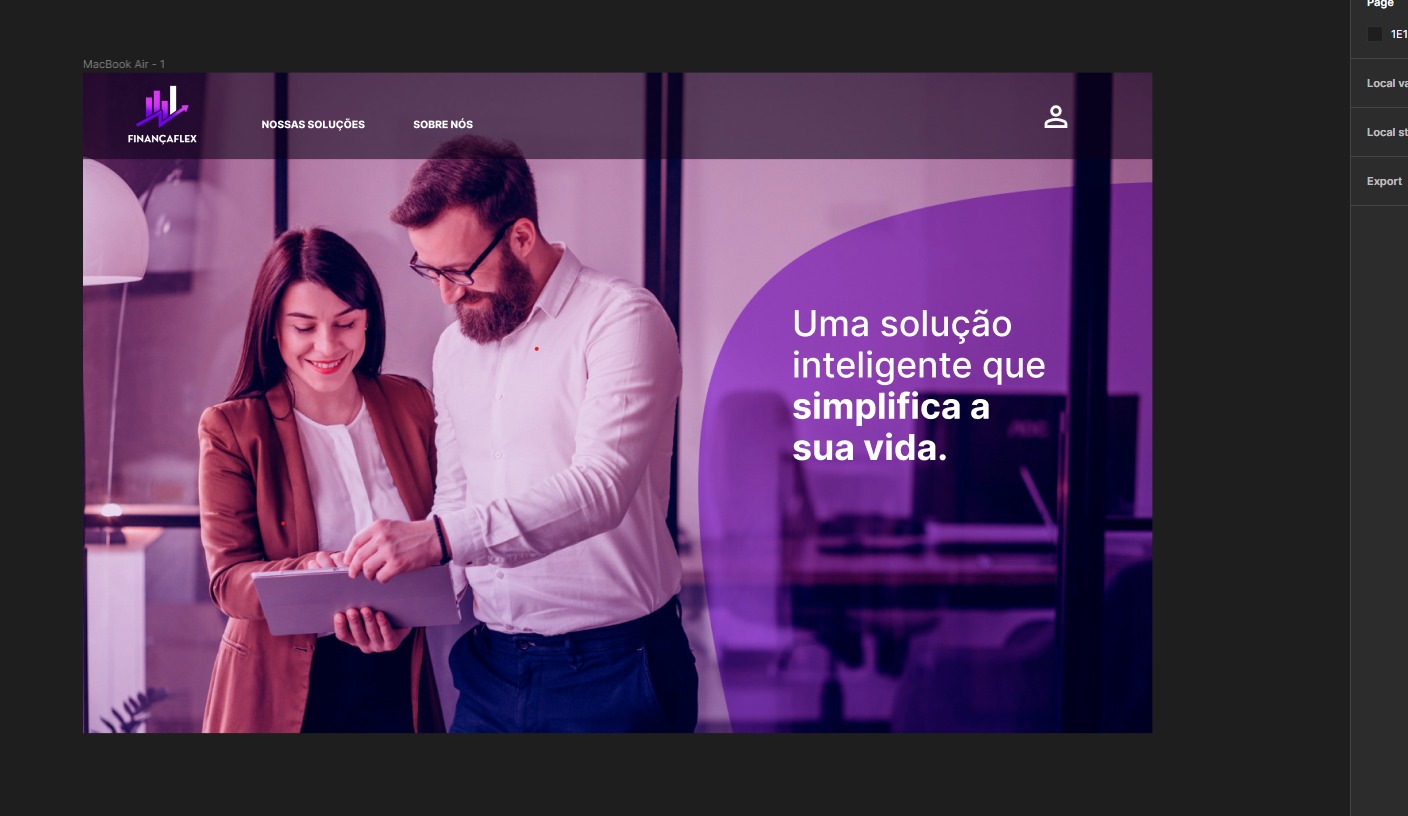 Page
1E1
MacBook Air - 1
Local va
Local st
Export
FINANÇAFLEX
NOSSAS SOLUÇÕES
SOBRE NÓS
Uma solução
inteligente que
simplifica a
sua vida.
AOC